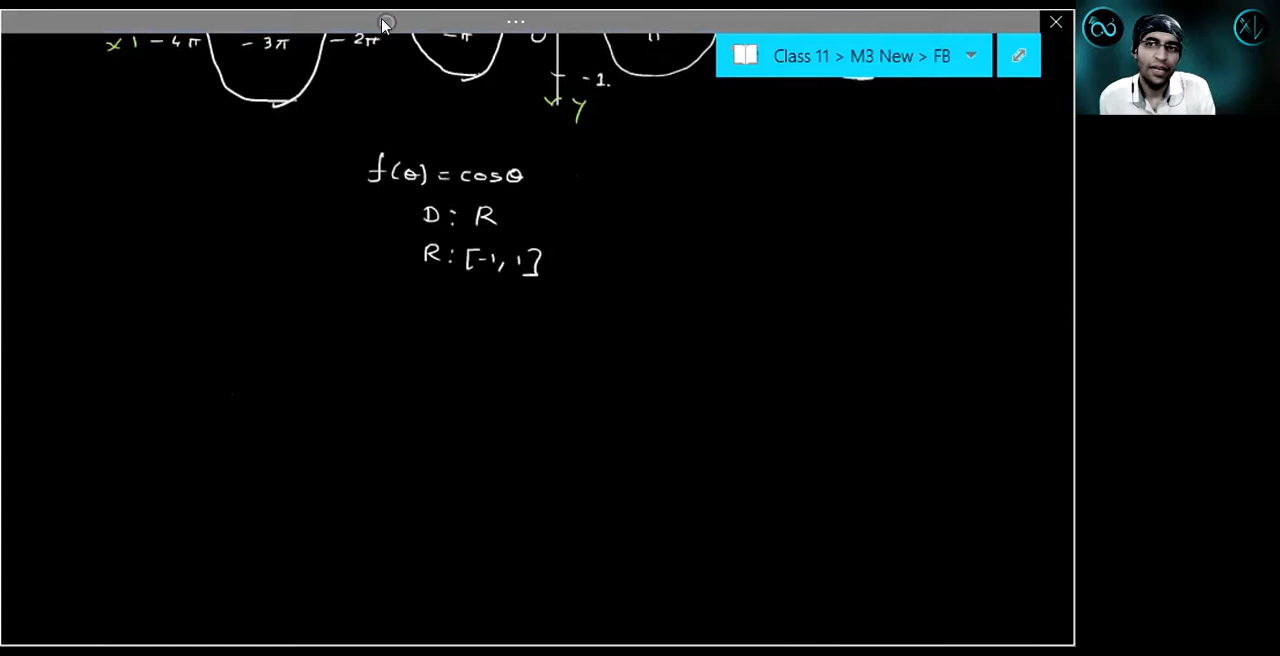 ...
Class 11 > M3 New > FB
x' -4π -3π -2π -π 0 π
-1.
y
f(θ) = cosθ
D : R
R : [-1, 1]